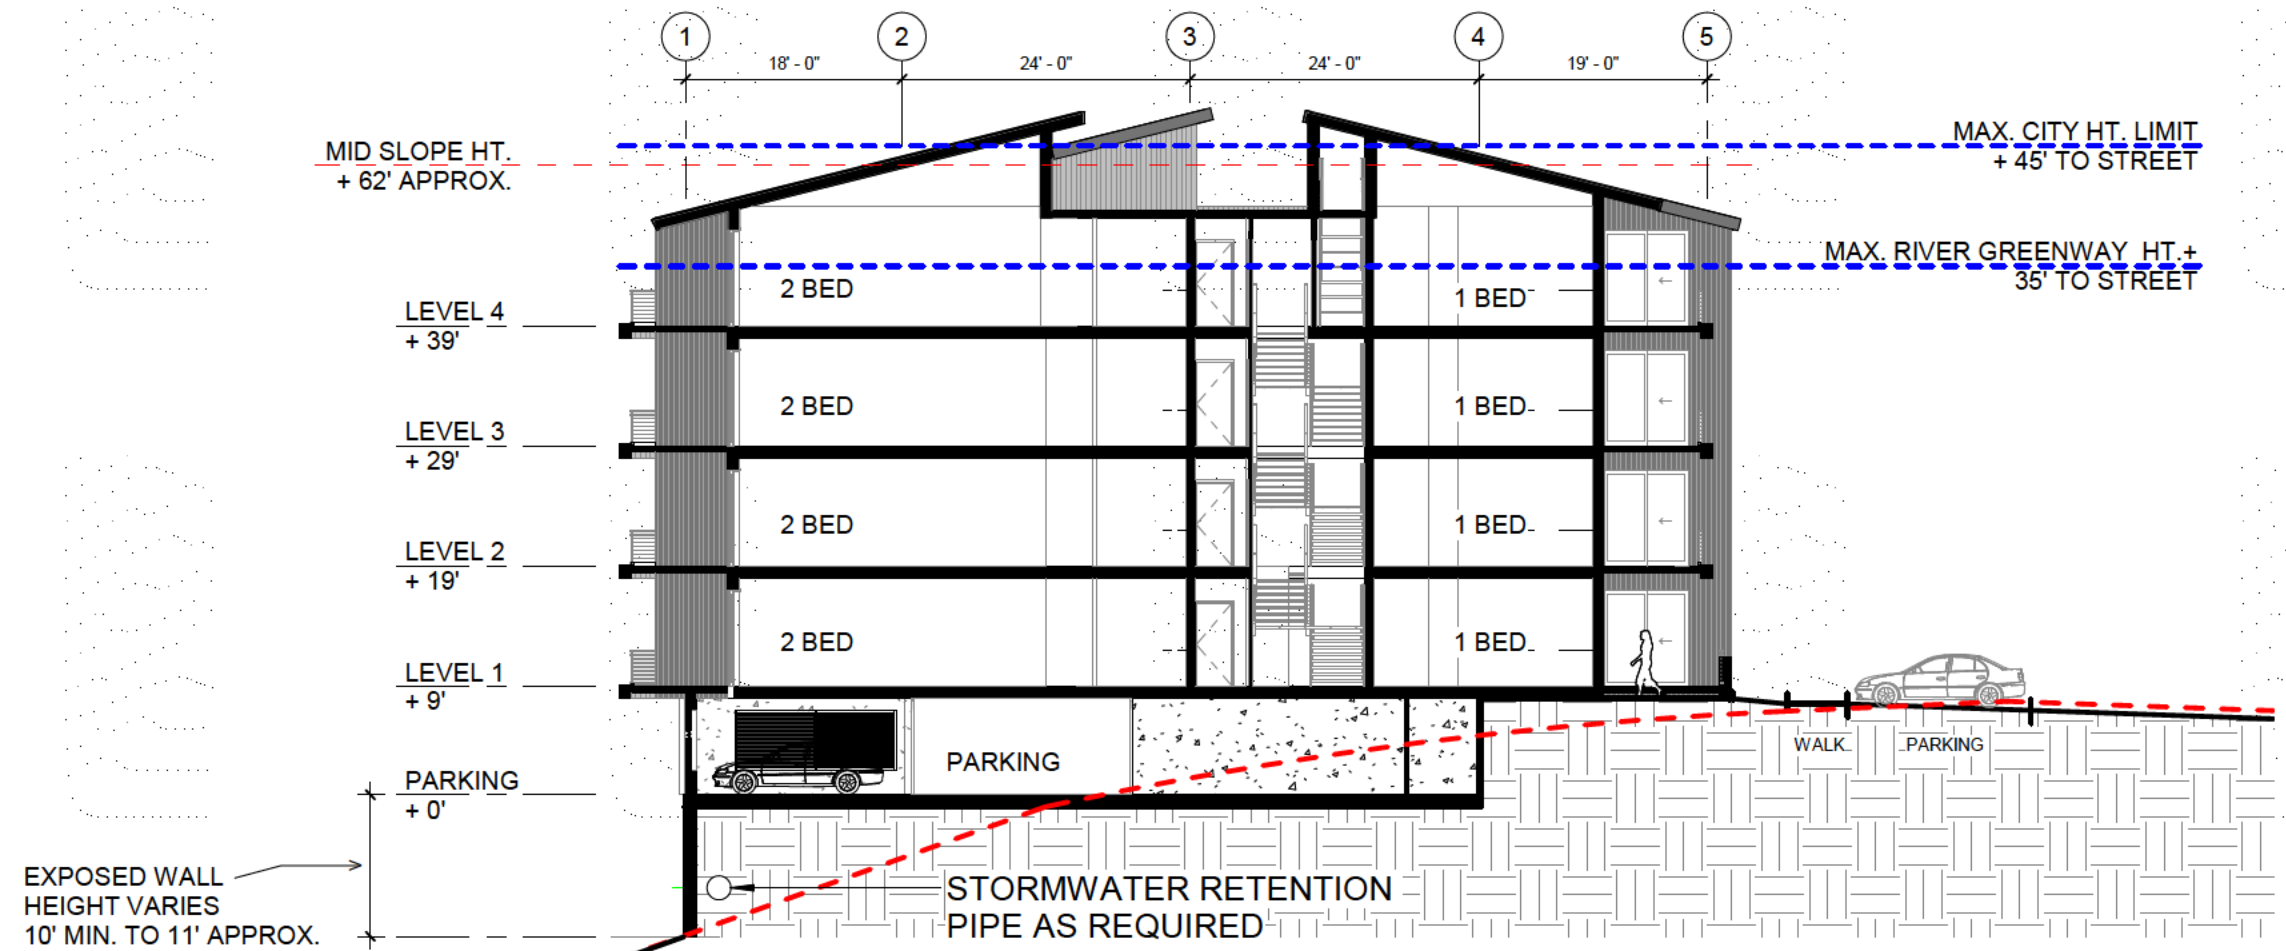 1 2 3 4 5
18' - 0" 24' - 0" 24' - 0" 19' - 0"
MID SLOPE HT.
+ 62' APPROX.
MAX. CITY HT. LIMIT
+ 45' TO STREET
MAX. RIVER GREENWAY HT.+
35' TO STREET
LEVEL 4
+ 39'
2 BED
1 BED
LEVEL 3
+ 29'
2 BED
1 BED
LEVEL 2
+ 19'
2 BED
1 BED
LEVEL 1
+ 9'
2 BED
1 BED
PARKING
+ 0'
PARKING
WALK
PARKING
EXPOSED WALL
HEIGHT VARIES
10' MIN. TO 11' APPROX.
STORMWATER RETENTION
PIPE AS REQUIRED